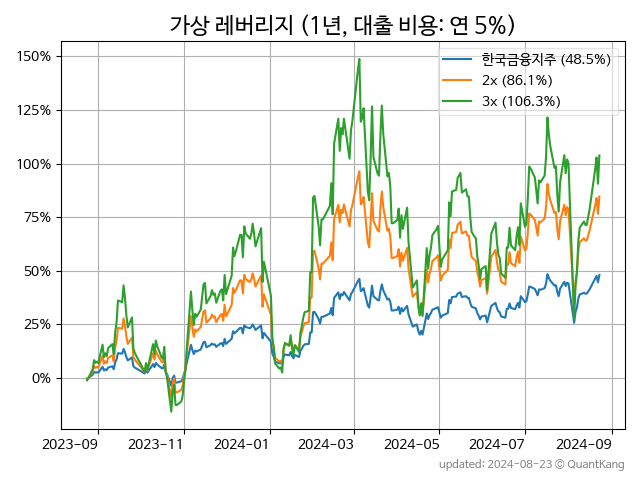 가상 레버리지 (1년, 대출 비용: 연 5%)
한국금융지주 (48.5%)
2x (86.1%)
3x (106.3%)
150%
125%
100%
75%
50%
25%
0%
2023-09 2023-11 2024-01 2024-03 2024-05 2024-07 2024-09
updated: 2024-08-23 © QuantKang